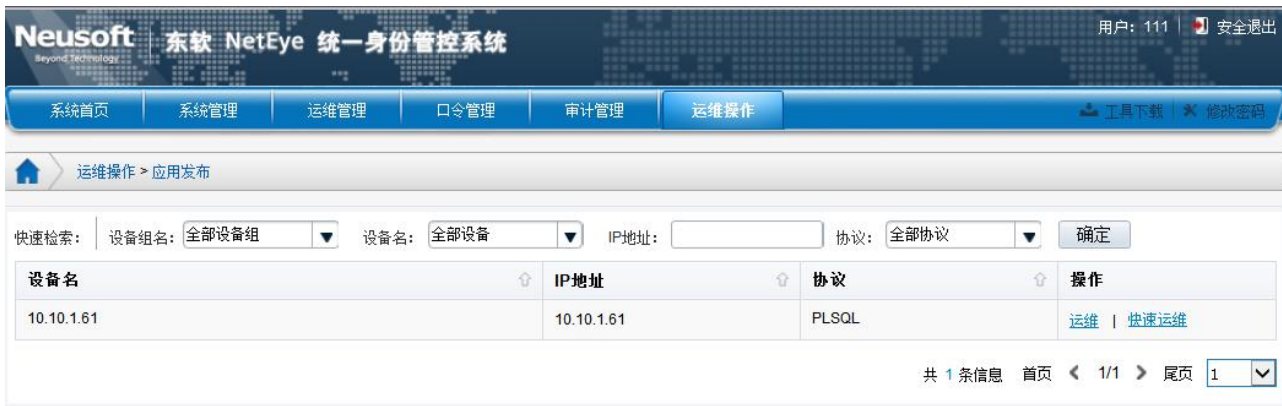 Neusoft 东软 NetEye 统一身份管控系统 用户：111 | 安全退出
Beyond Technology
系统首页 系统管理 运维管理 口令管理 审计管理 运维操作 工具下载 | 修改密码
运维操作 > 应用发布
快速检索： 设备组名： 全部设备组 设备名： 全部设备 IP地址： 协议： 全部协议 确定
设备名 IP地址 协议 操作
10.10.1.61 10.10.1.61 PLSQL 运维 | 快速运维
共 1 条信息 首页 1/1 尾页 1